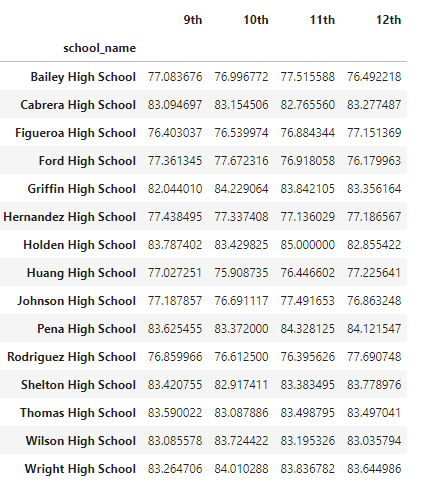 9th 10th 11th 12th
school_name
Bailey High School 77.083676 76.996772 77.515588 76.492218
Cabrera High School 83.094697 83.154506 82.765560 83.277487
Figueroa High School 76.403037 76.539974 76.884344 77.151369
Ford High School 77.361345 77.672316 76.918058 76.179963
Griffin High School 82.044010 84.229064 83.842105 83.356164
Hernandez High School 77.438495 77.337408 77.136029 77.186567
Holden High School 83.787402 83.429825 85.000000 82.855422
Huang High School 77.027251 75.908735 76.446602 77.225641
Johnson High School 77.187857 76.691117 77.491653 76.863248
Pena High School 83.625455 83.372000 84.328125 84.121547
Rodriguez High School 76.859966 76.612500 76.395626 77.690748
Shelton High School 83.420755 82.917411 83.383495 83.778976
Thomas High School 83.590022 83.087886 83.498795 83.497041
Wilson High School 83.085578 83.724422 83.195326 83.035794
Wright High School 83.264706 84.010288 83.836782 83.644986